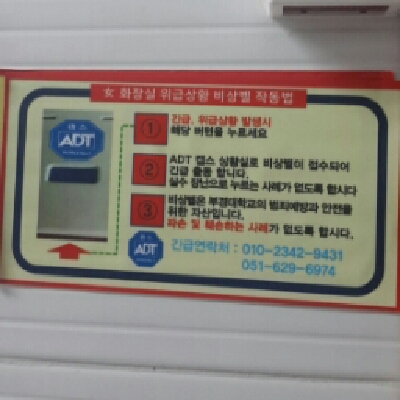 女 화장실 위급상황 비상벨 작동법
캡스
ADT
① 긴급, 위급상황 발생시
해당 버턴을 누르세요
② ADT 캡스 상황실로 비상벨이 접수되어
긴급 출동 합니다.
실수 장난으로 누르는 사례가 없도록 합시다
③ 비상벨은 부경대학교의 범죄예방과 안전을
위한 자산입니다.
파손 및 훼손하는 사례가 없도록 합시다.
ADT
긴급연락처 : 010-2342-9431
051-629-6974